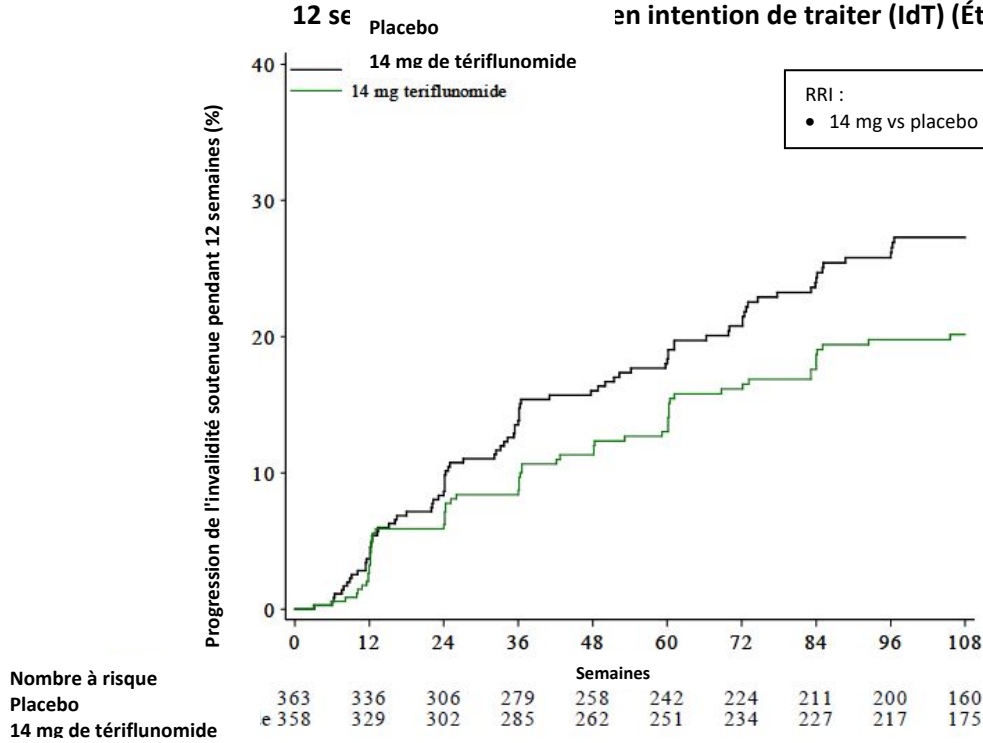 12 se en intention de traiter (IdT) (Ét
Placebo
14 mg de tériflunomide
14 mg teriflunomide
RRI :
• 14 mg vs placebo
Progression de l'invalidité soutenue pendant 12 semaines (%)
40
30
20
10
0
0 12 24 36 48 60 72 84 96 108
Semaines
Nombre à risque
Placebo 363 336 306 279 258 242 224 211 200 160
14 mg de tériflunomide e 358 329 302 285 262 251 234 227 217 175